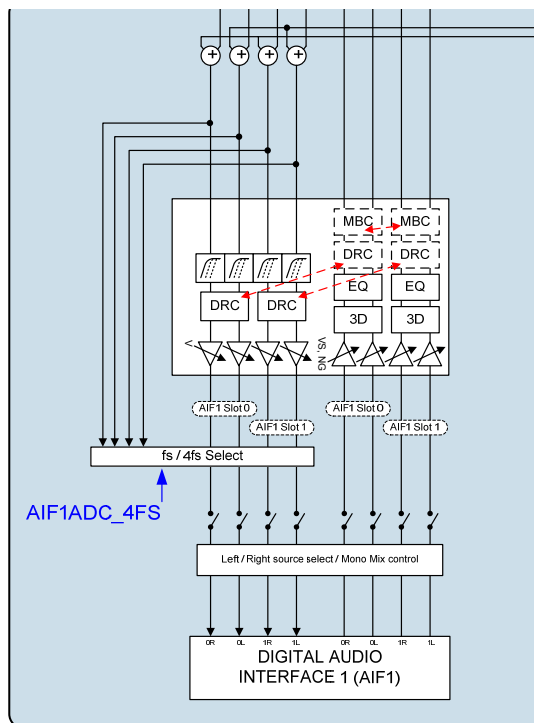 + + + +
MBC MBC
DRC DRC
DRC DRC
EQ EQ
3D 3D
V
VS, NG
AIF1 Slot 0
AIF1 Slot 0
AIF1 Slot 1
AIF1 Slot 1
fs / 4fs Select
AIF1ADC_4FS
Left / Right source select / Mono Mix control
0R 0L 1R 1L 0R 0L 1R 1L
DIGITAL AUDIO
INTERFACE 1 (AIF1)